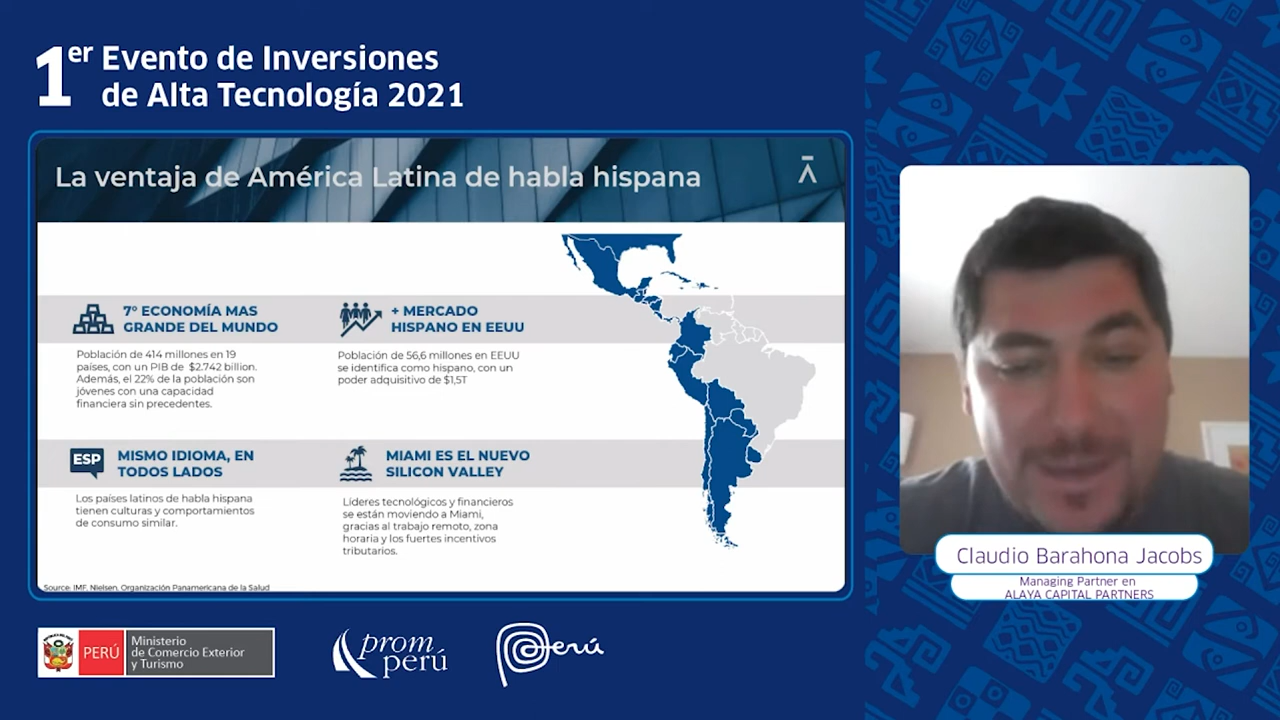 1er Evento de Inversiones
de Alta Tecnología 2021
La ventaja de América Latina de habla hispana
7° ECONOMÍA MAS
GRANDE DEL MUNDO
Población de 414 millones en 19
países, con un PIB de $2.742 billion.
Además, el 22% de la población son
jóvenes con una capacidad
financiera sin precedentes.
+ MERCADO
HISPANO EN EEUU
Población de 56,6 millones en EEUU
se identifica como hispano, con un
poder adquisitivo de $1,5T
ESP
MISMO IDIOMA, EN
TODOS LADOS
Los países latinos de habla hispana
tienen culturas y comportamientos
de consumo similar.
MIAMI ES EL NUEVO
SILICON VALLEY
Líderes tecnológicos y financieros
se están moviendo a Miami,
gracias al trabajo remoto, zona
horaria y los fuertes incentivos
tributarios.
Source: IMF, Nielsen, Organización Panamericana de la Salud
Claudio Barahona Jacobs
Managing Partner en
ALAYA CAPITAL PARTNERS
PERÚ
Ministerio
de Comercio Exterior
y Turismo
prom
perú
Perú